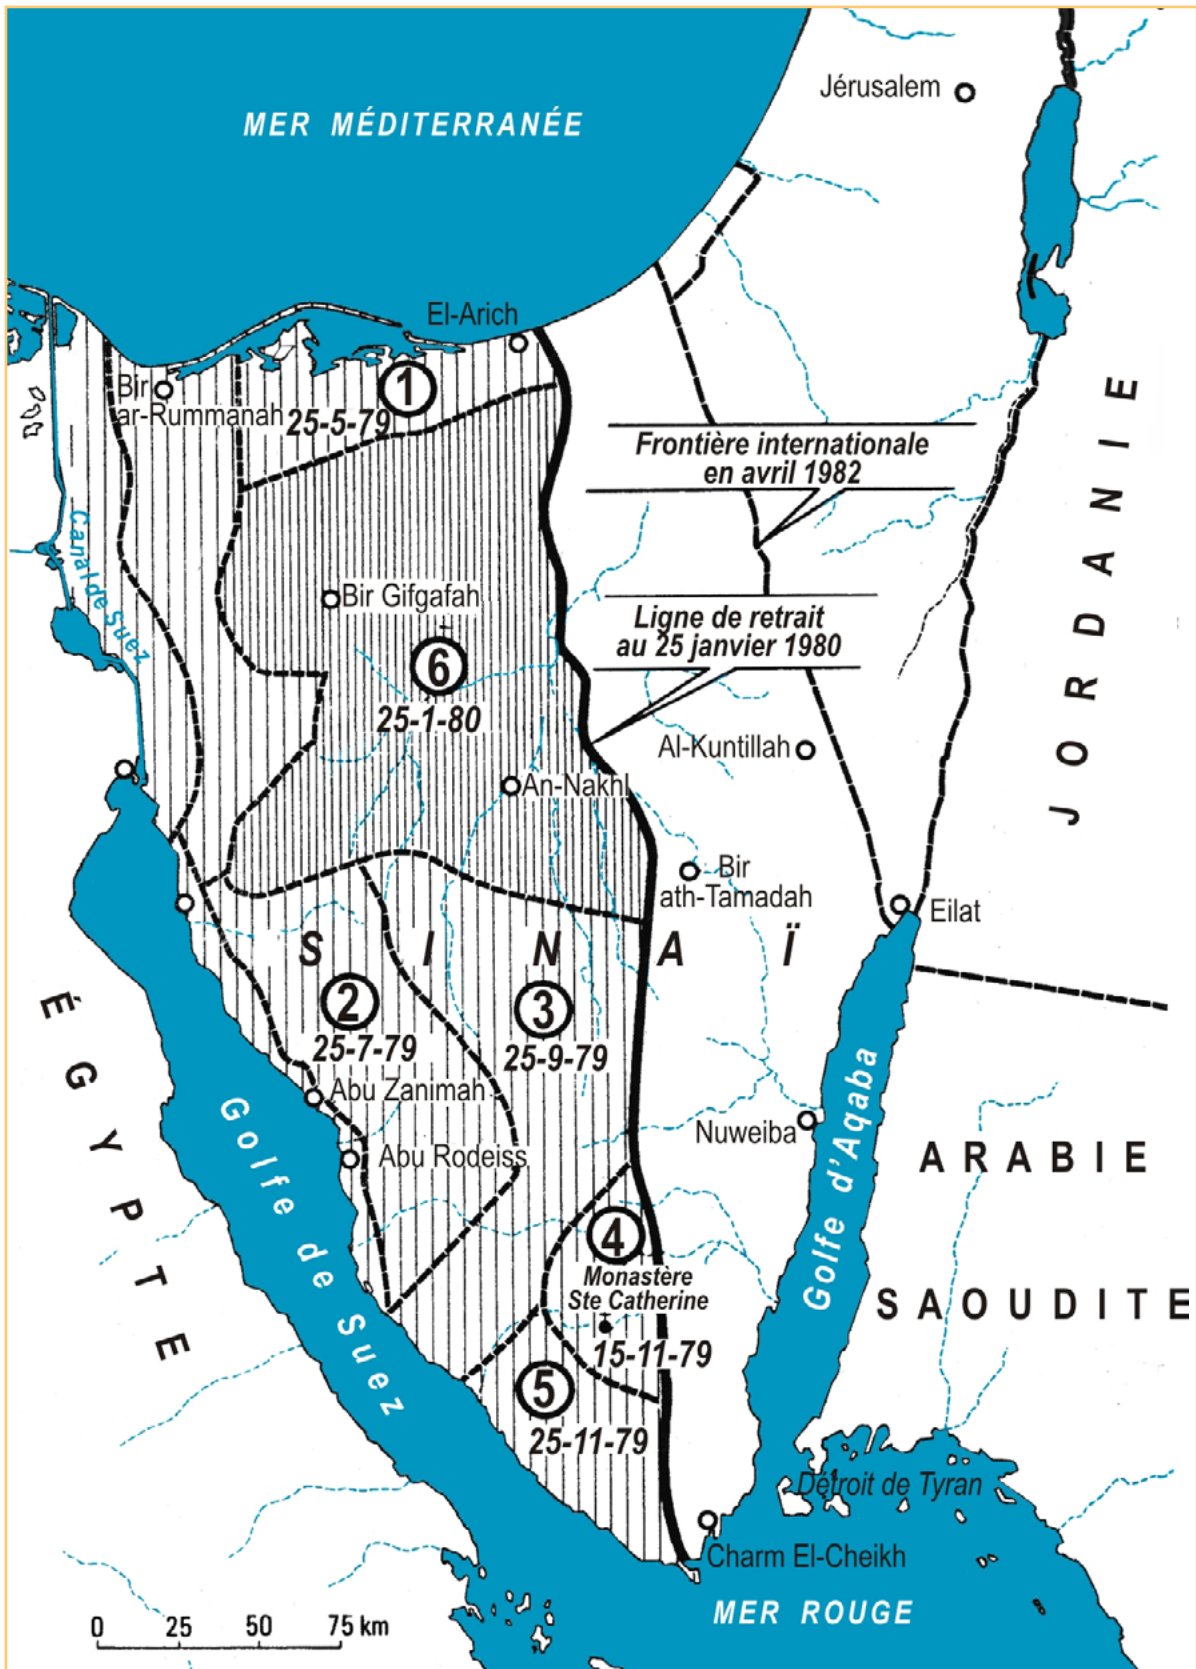 Jérusalem
MER MÉDITERRANÉE
El-Arich
1
Bir
ar-Rummanah
25-5-79
Frontière internationale
en avril 1982
JORDANIE
Canal de Suez
Bir Gifgafah
Ligne de retrait
au 25 janvier 1980
6
25-1-80
Al-Kuntillah
An-Nakhl
Bir
ath-Tamadah
Eilat
SINAÏ
2
25-7-79
3
25-9-79
ÉGYPTE
Abu Zanimah
Golfe de Suez
Nuweiba
Golfe d'Aqaba
Abu Rodeiss
ARABIE
SAOUDITE
4
Monastère
Ste Catherine
15-11-79
5
25-11-79
Détroit de Tyran
Charm El-Cheikh
MER ROUGE
0 25 50 75 km